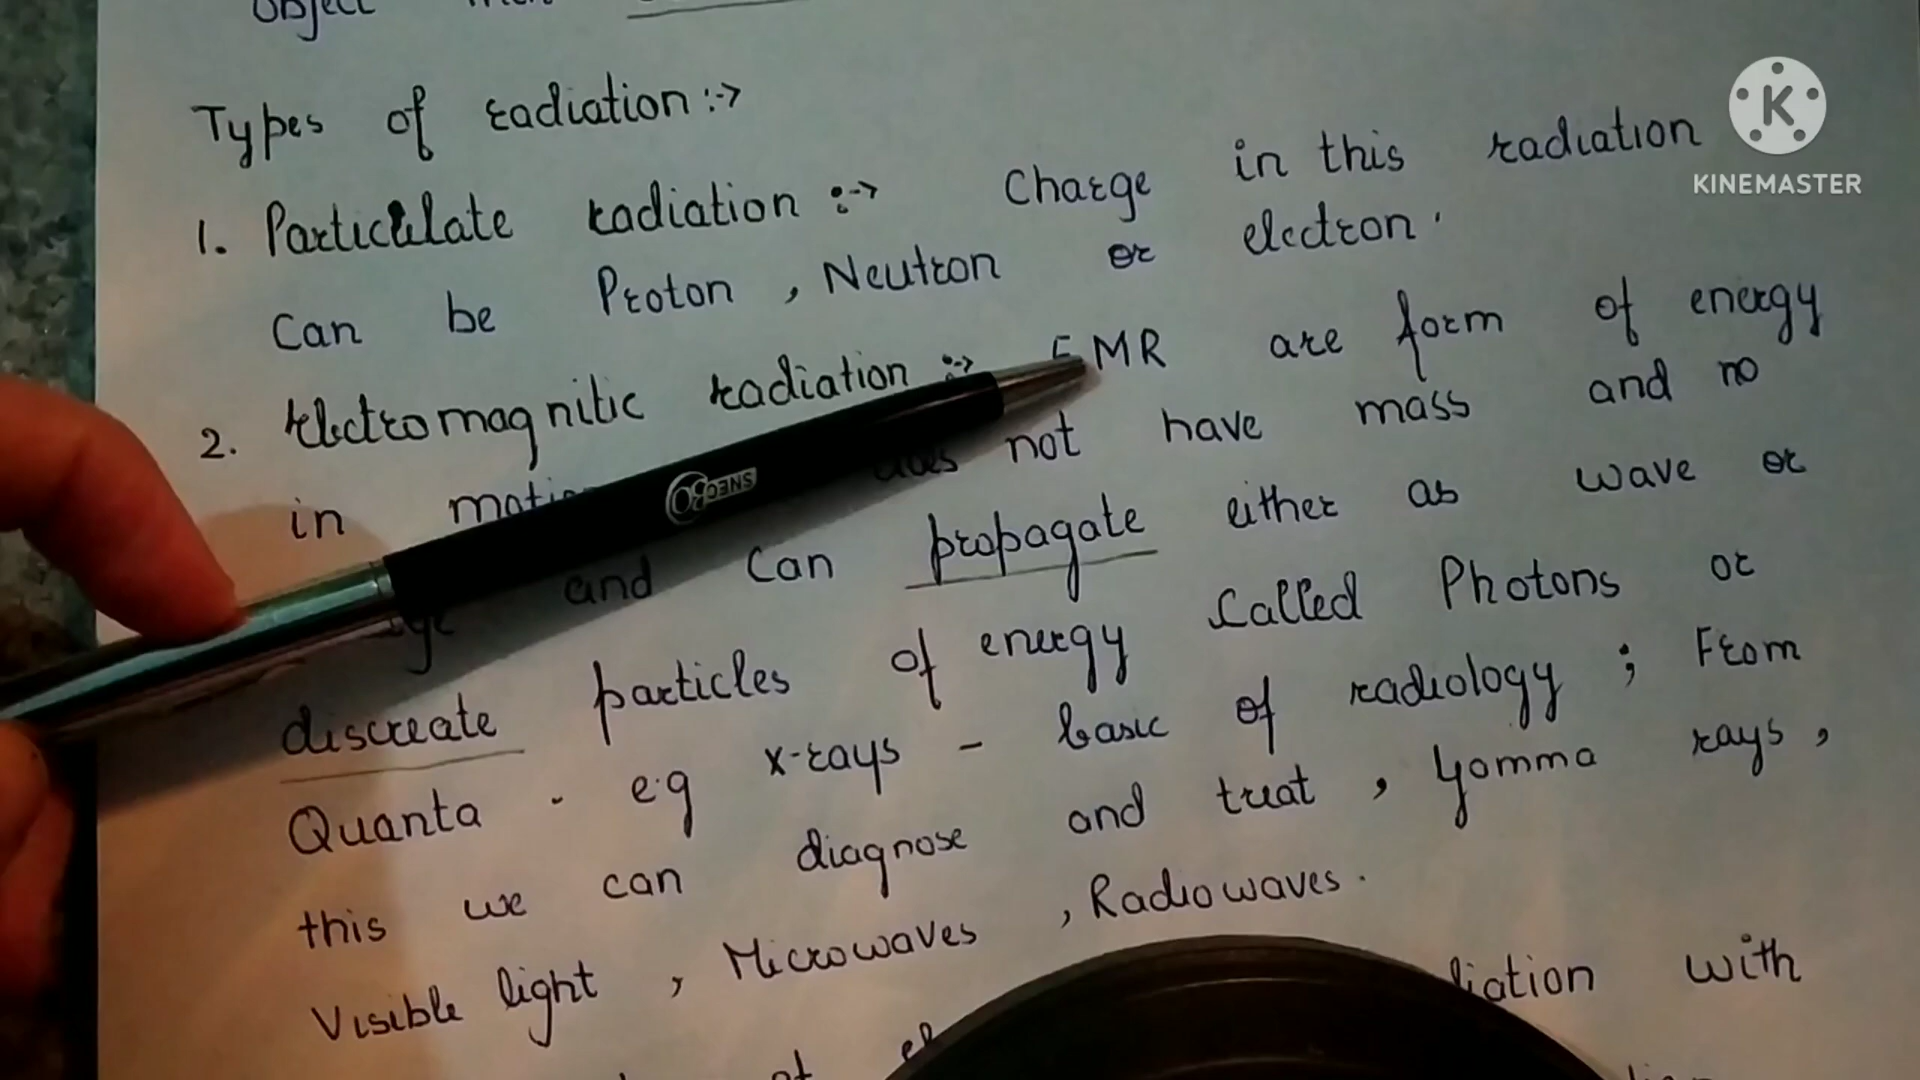 Types of radiation :->
1. Particulate radiation :-> Charge in this radiation
Can be Proton , Neutron or electron .
2. Electromagnitic radiation :-> EMR are form of energy
in not have mass and no
and Can propagate either as wave or
discreate particles of energy Called Photons or
Quanta . e.g x-rays - basic of radiology ; From
this we can diagnose and treat , Gomma rays ,
Visible light , Microwaves , Radiowaves .
with
K
KINEMASTER